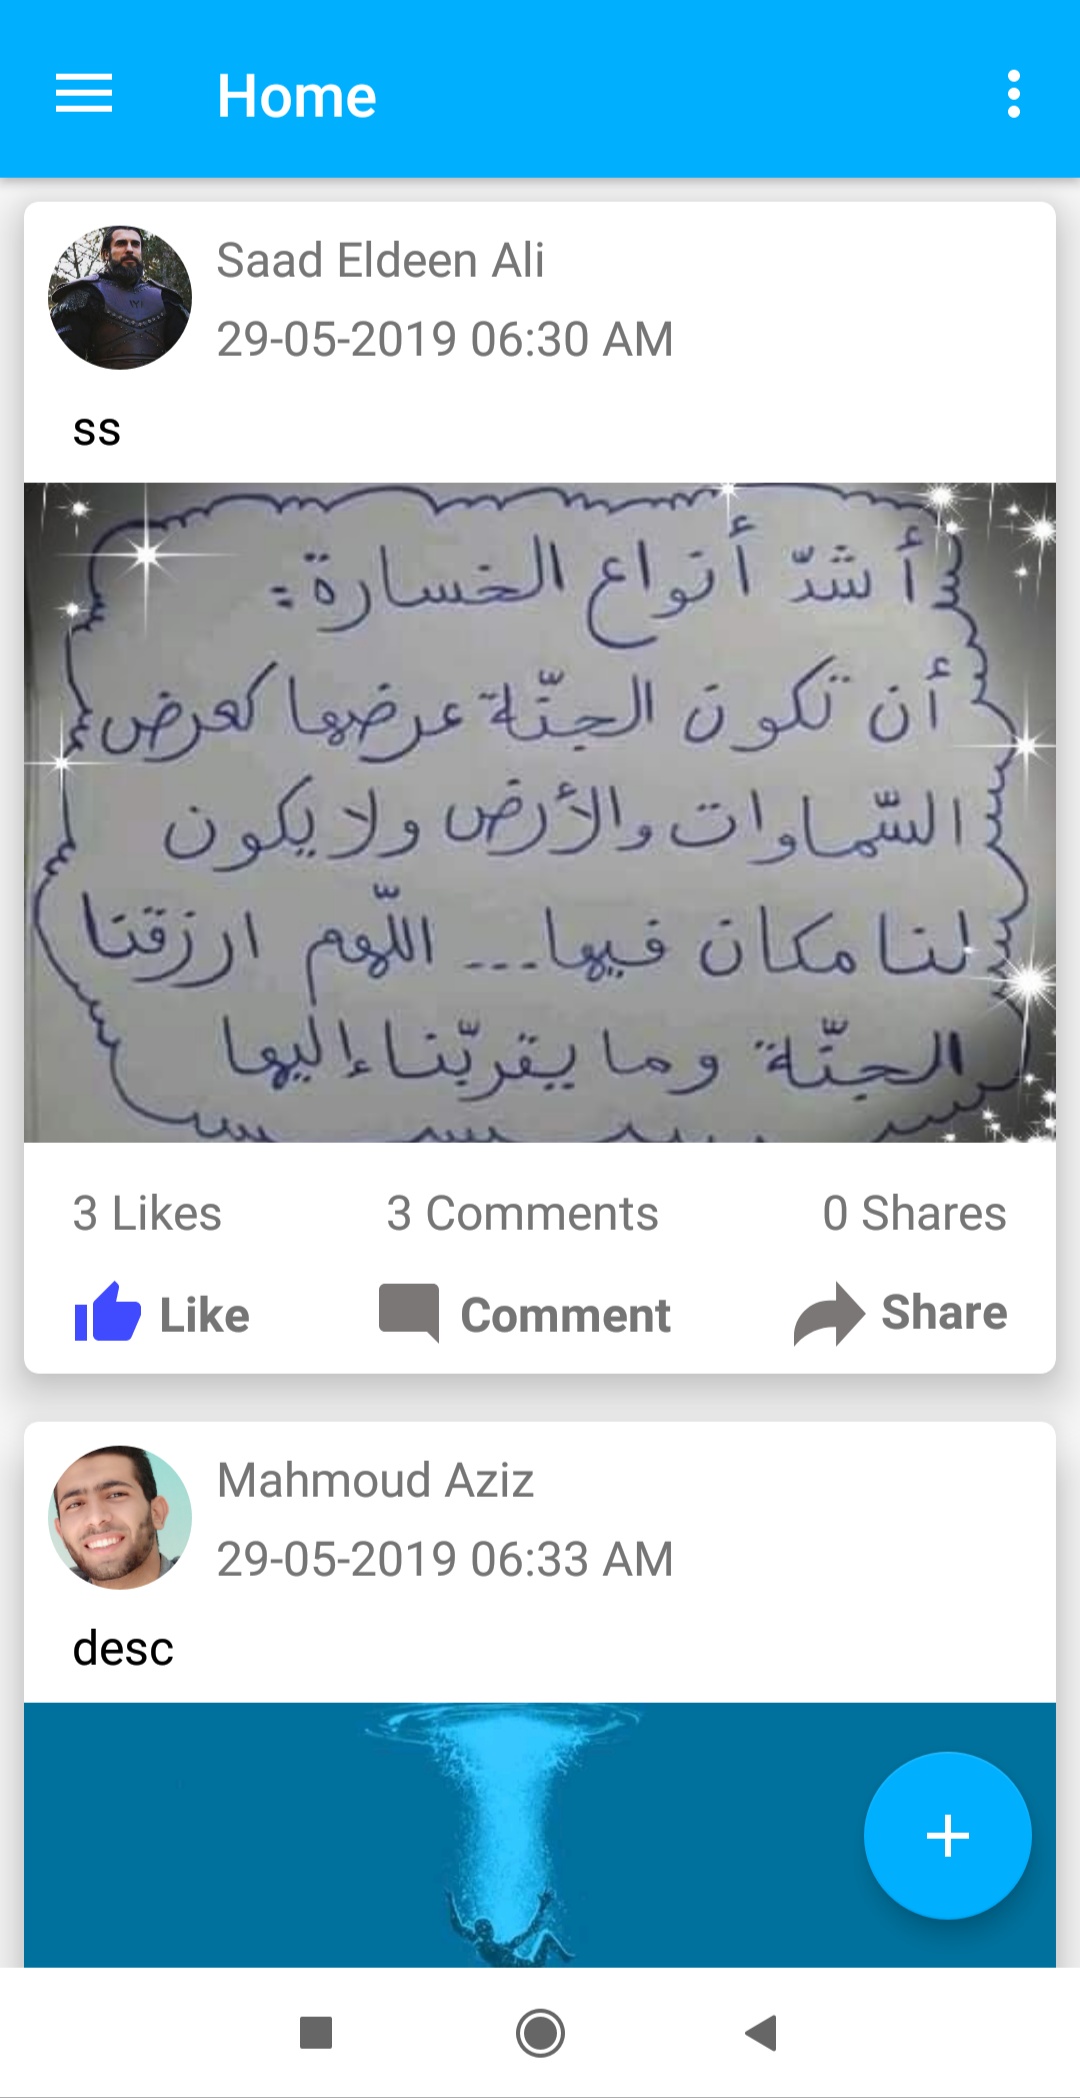 Home
Saad Eldeen Ali
29-05-2019 06:30 AM
ss
أشدّ أنواع الخسارة:
أن تكون الجنّة عرضها كعرض
السّماوات والأرض ولا يكون
لنا مكان فيها... اللّهم ارزقنا
الجنّة وما يقربّنا إليها
3 Likes 3 Comments 0 Shares
Like Comment Share
Mahmoud Aziz
29-05-2019 06:33 AM
desc